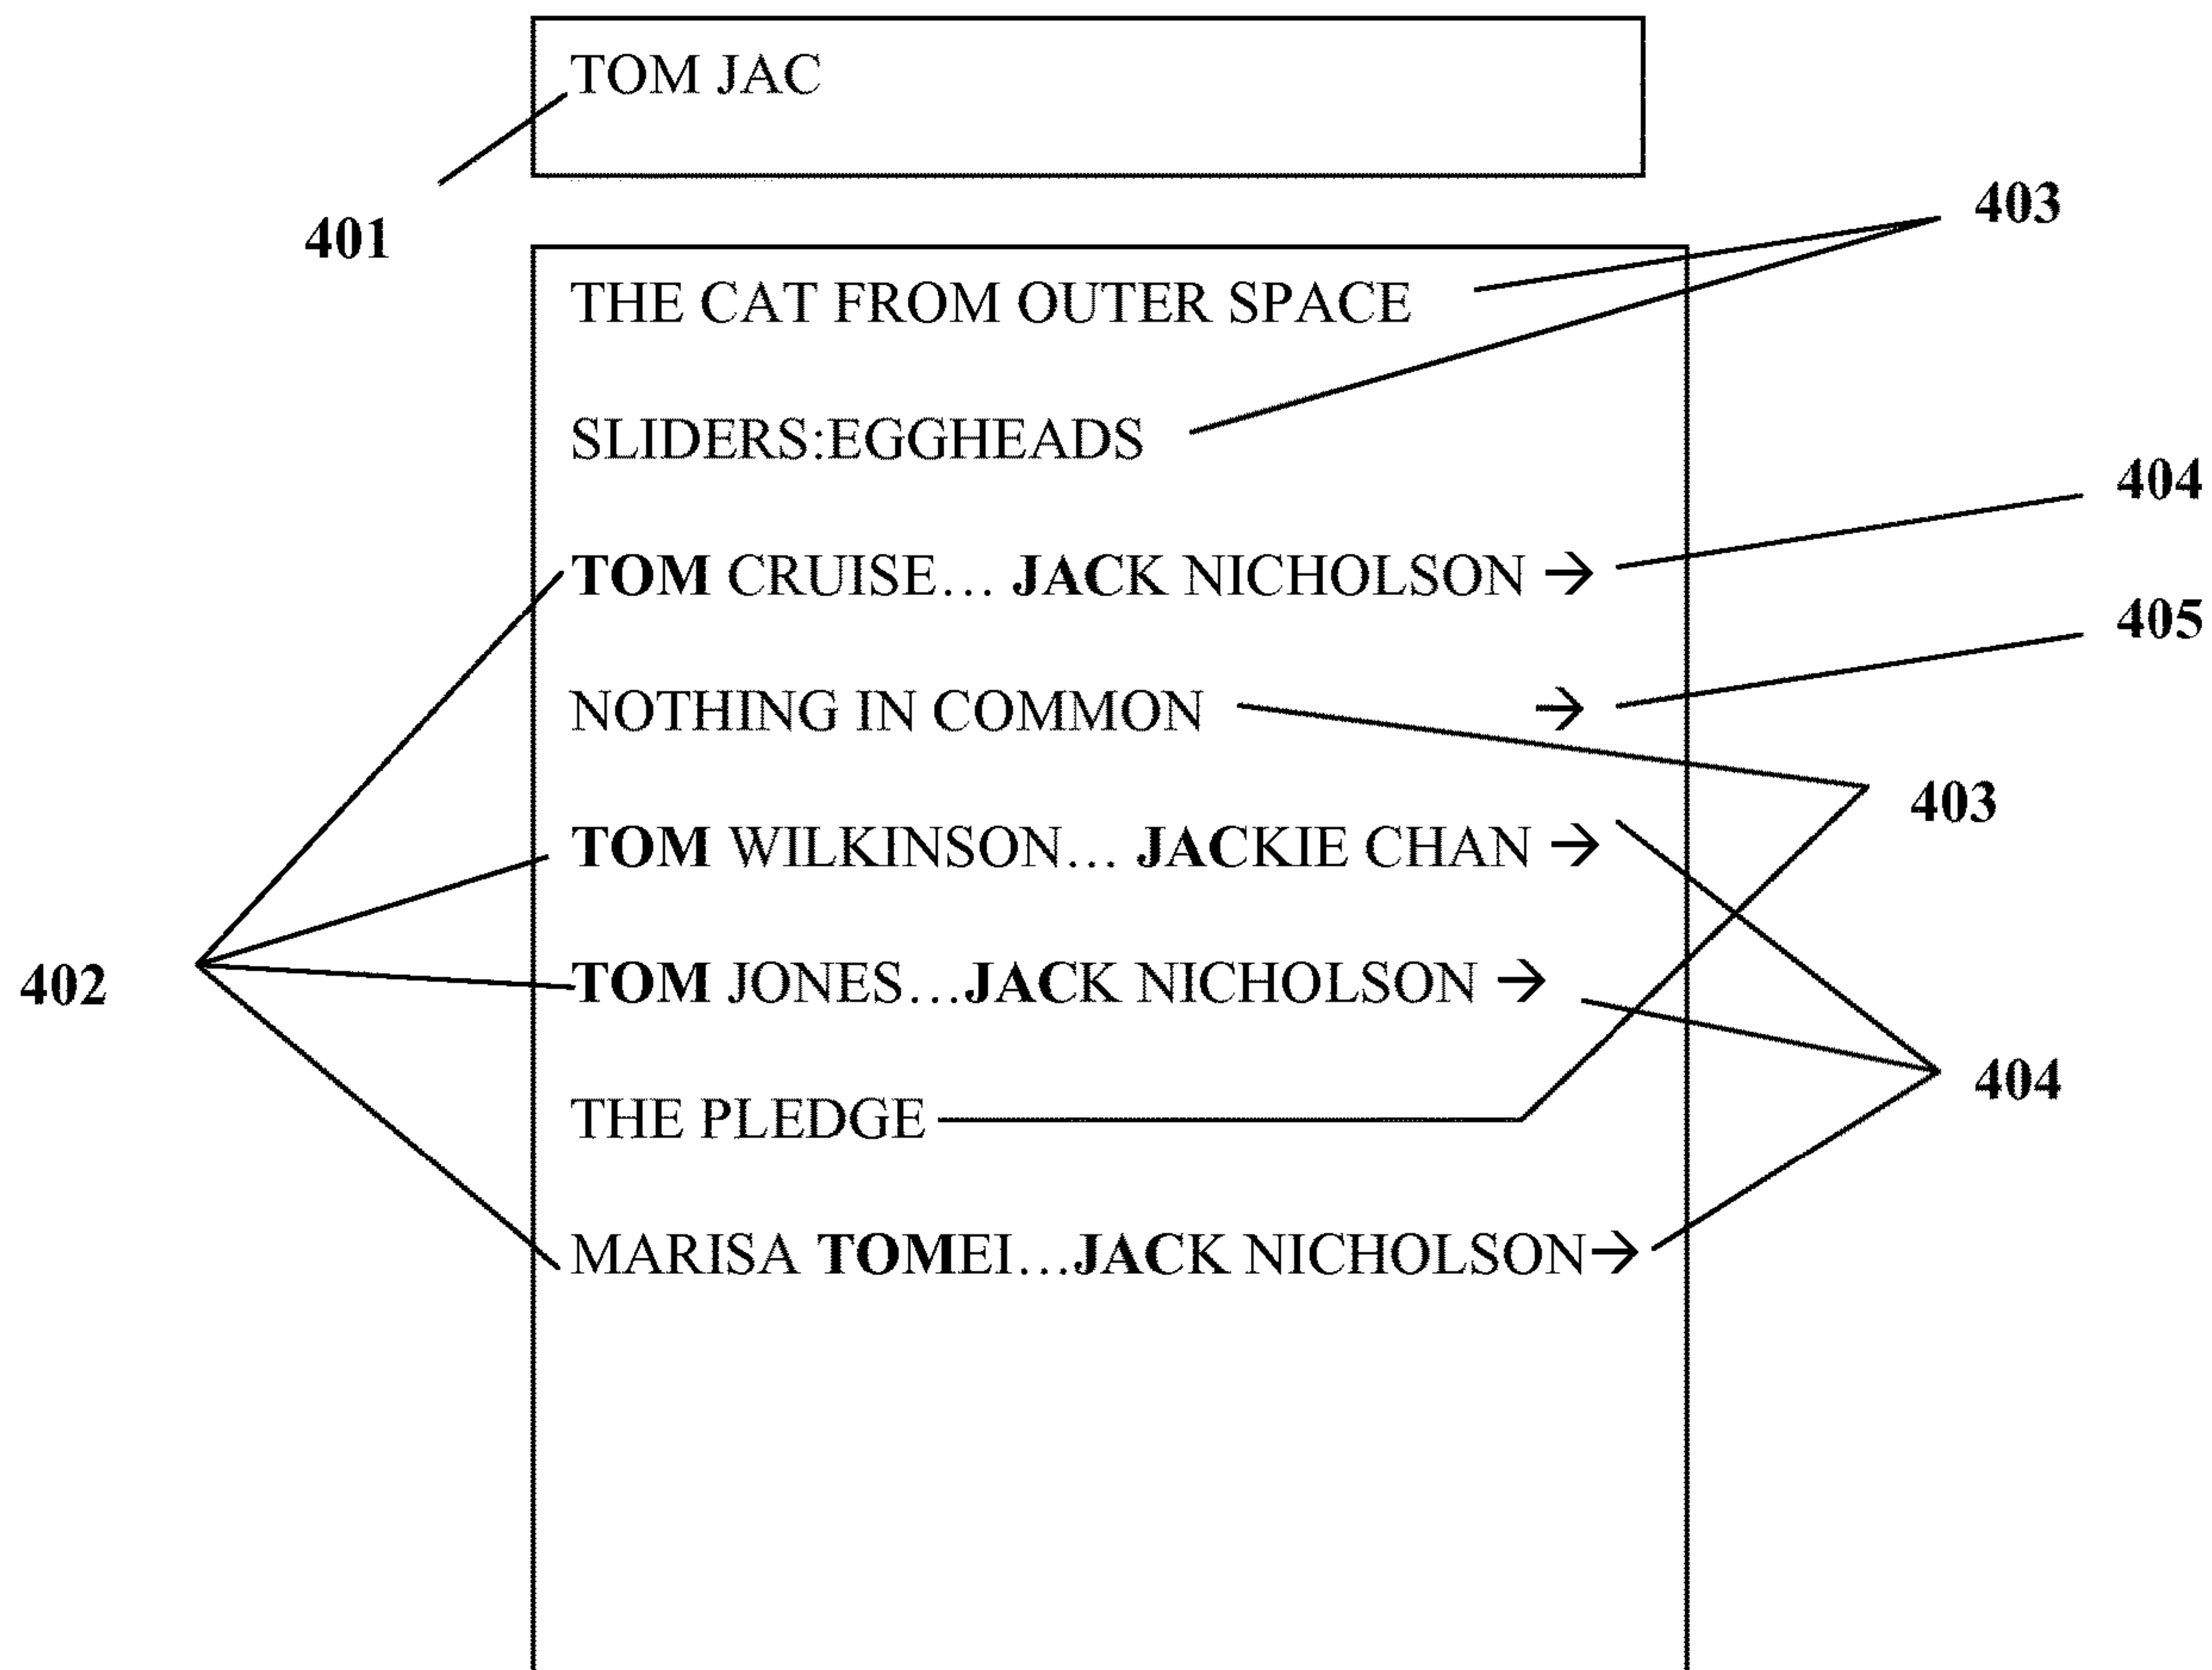 TOM JAC
403
401
THE CAT FROM OUTER SPACE
SLIDERS:EGGHEADS
404
TOM CRUISE... JACK NICHOLSON →
405
NOTHING IN COMMON →
403
TOM WILKINSON... JACKIE CHAN →
402
TOM JONES...JACK NICHOLSON →
404
THE PLEDGE
MARISA TOMEI...JACK NICHOLSON→